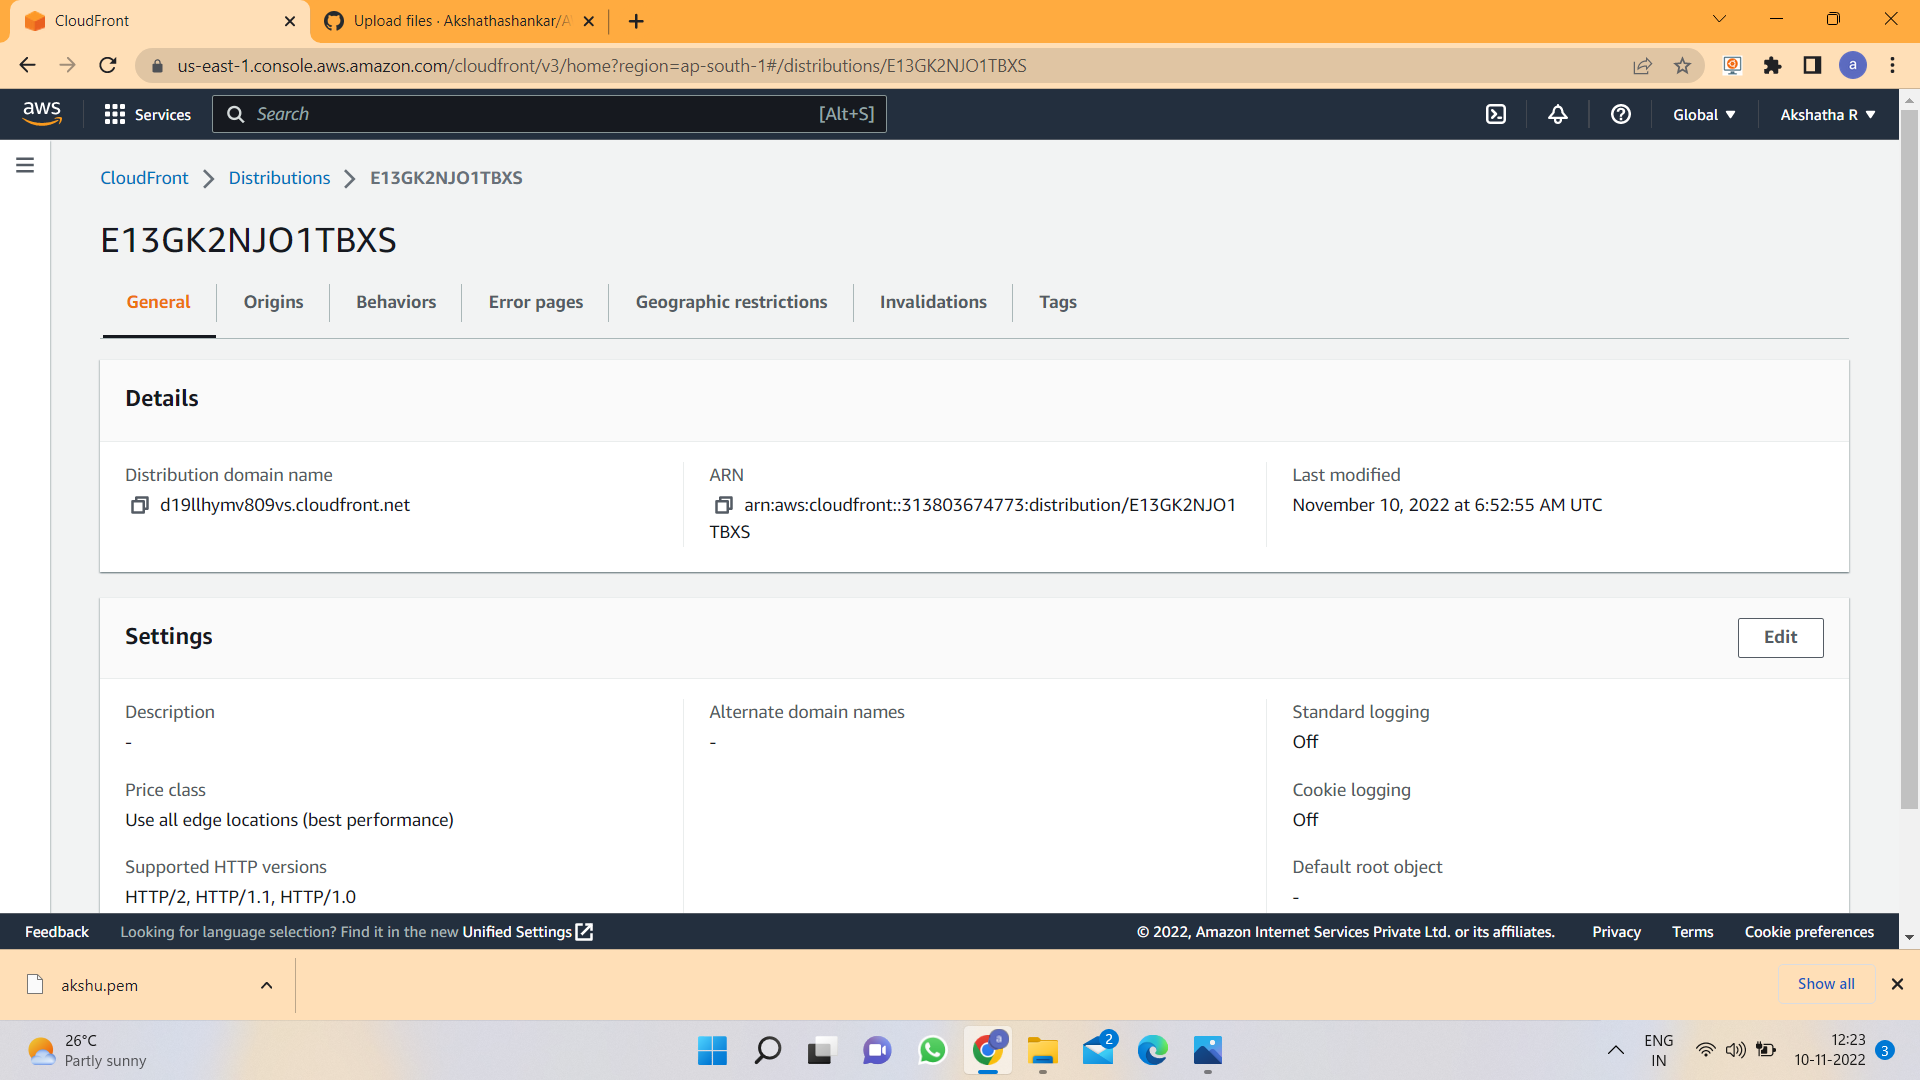 CloudFront
Upload files · Akshathashankar/A
us-east-1.console.aws.amazon.com/cloudfront/v3/home?region=ap-south-1#/distributions/E13GK2NJO1TBXS
a
aws
Services
Search
[Alt+S]
Global
Akshatha R
CloudFront
Distributions
E13GK2NJO1TBXS
E13GK2NJO1TBXS
General
Origins
Behaviors
Error pages
Geographic restrictions
Invalidations
Tags
Details
Distribution domain name
d19llhymv809vs.cloudfront.net
ARN
arn:aws:cloudfront::313803674773:distribution/E13GK2NJO1
TBXS
Last modified
November 10, 2022 at 6:52:55 AM UTC
Settings
Edit
Description
-
Price class
Use all edge locations (best performance)
Supported HTTP versions
HTTP/2, HTTP/1.1, HTTP/1.0
Alternate domain names
-
Standard logging
Off
Cookie logging
Off
Default root object
-
Feedback
Looking for language selection? Find it in the new Unified Settings
© 2022, Amazon Internet Services Private Ltd. or its affiliates.
Privacy
Terms
Cookie preferences
akshu.pem
Show all
26°C
Partly sunny
a
2
ENG
IN
12:23
10-11-2022
3